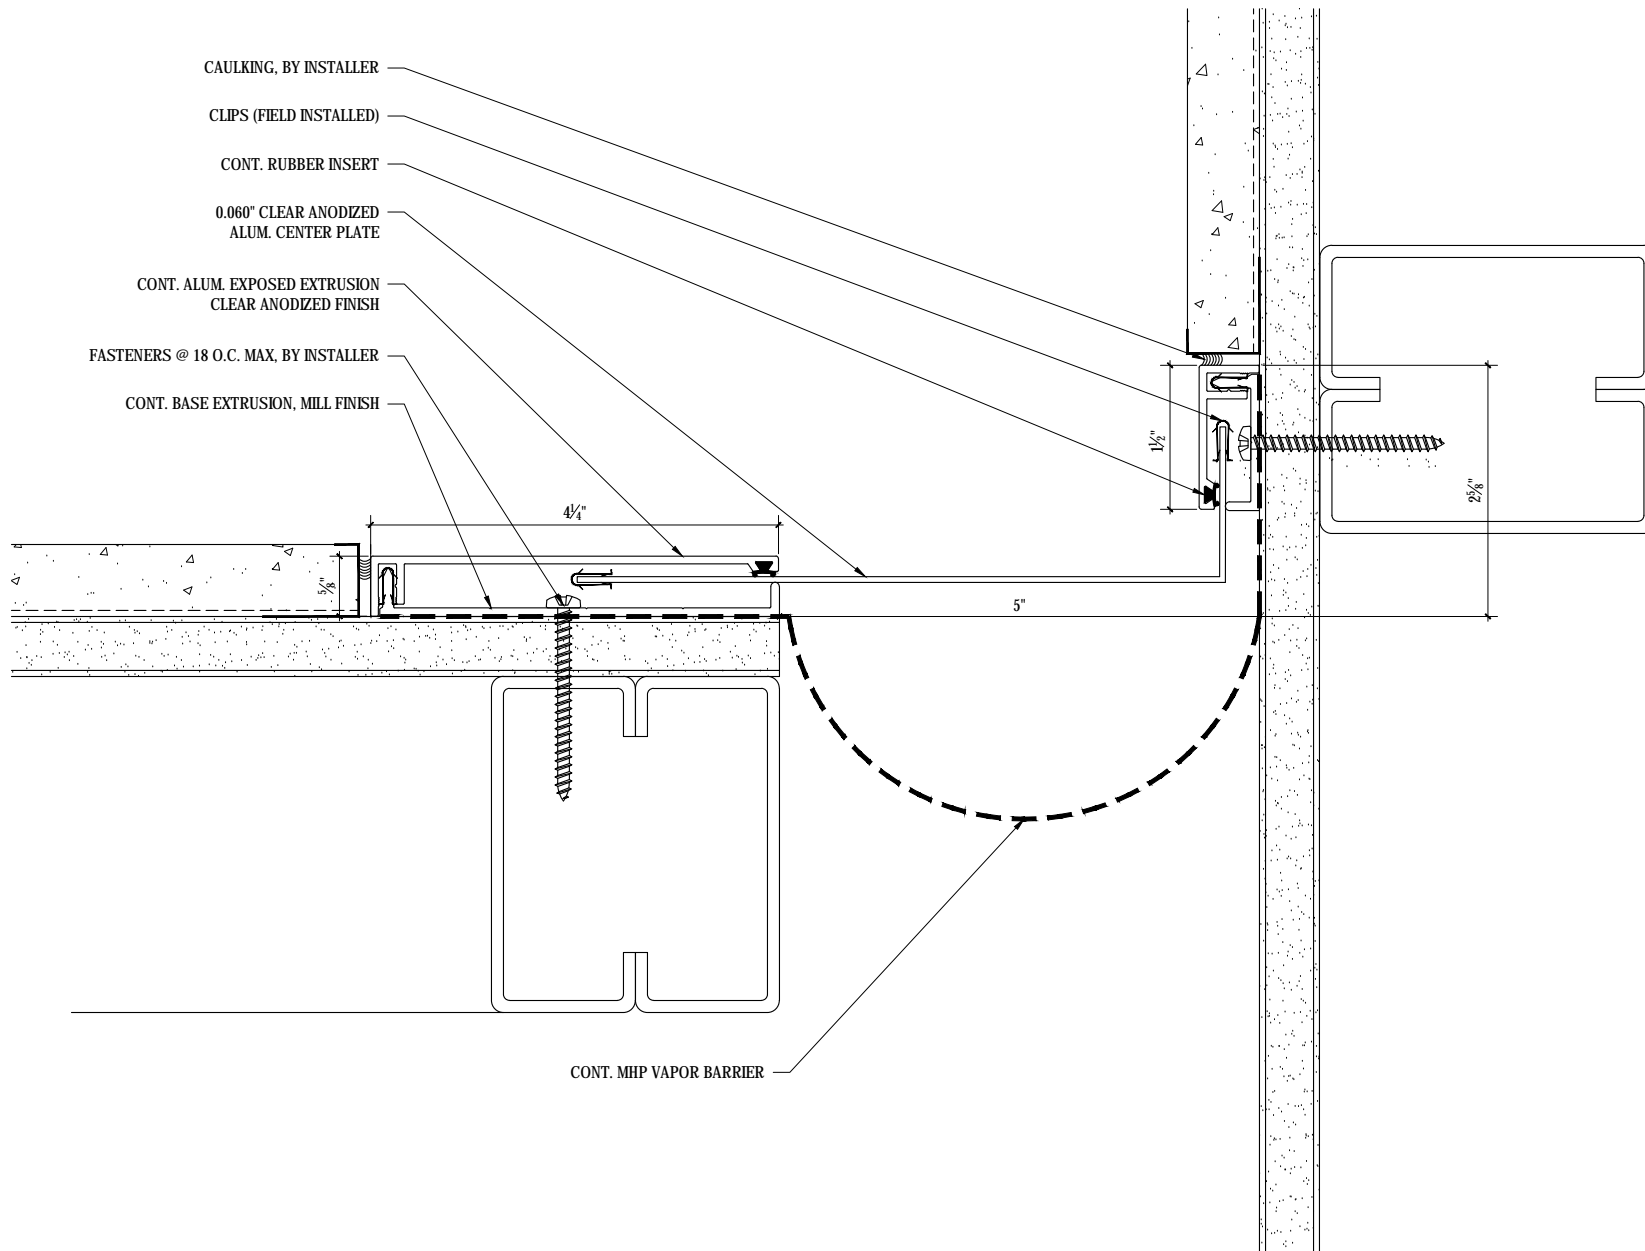 CAULKING, BY INSTALLER
CLIPS (FIELD INSTALLED)
CONT. RUBBER INSERT
0.060" CLEAR ANODIZED
ALUM. CENTER PLATE
CONT. ALUM. EXPOSED EXTRUSION
CLEAR ANODIZED FINISH
FASTENERS @ 18 O.C. MAX, BY INSTALLER
CONT. BASE EXTRUSION, MILL FINISH
1½"
2⅝"
4¼"
⅝"
5"
CONT. MHP VAPOR BARRIER